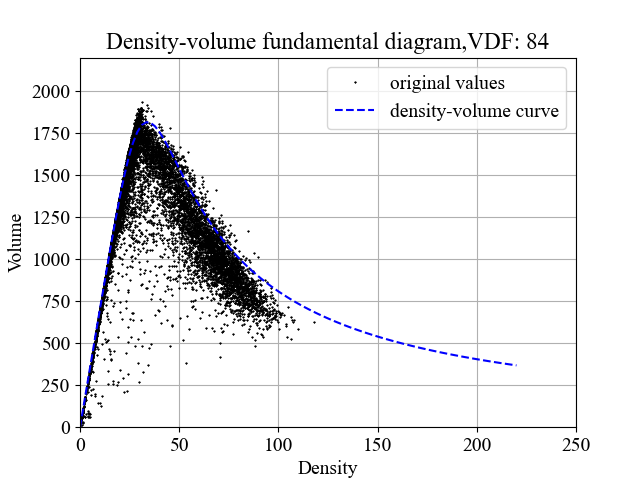 Density-volume fundamental diagram,VDF: 84
original values
density-volume curve
2000
1750
1500
1250
1000
750
500
250
0
Volume
0 50 100 150 200 250
Density